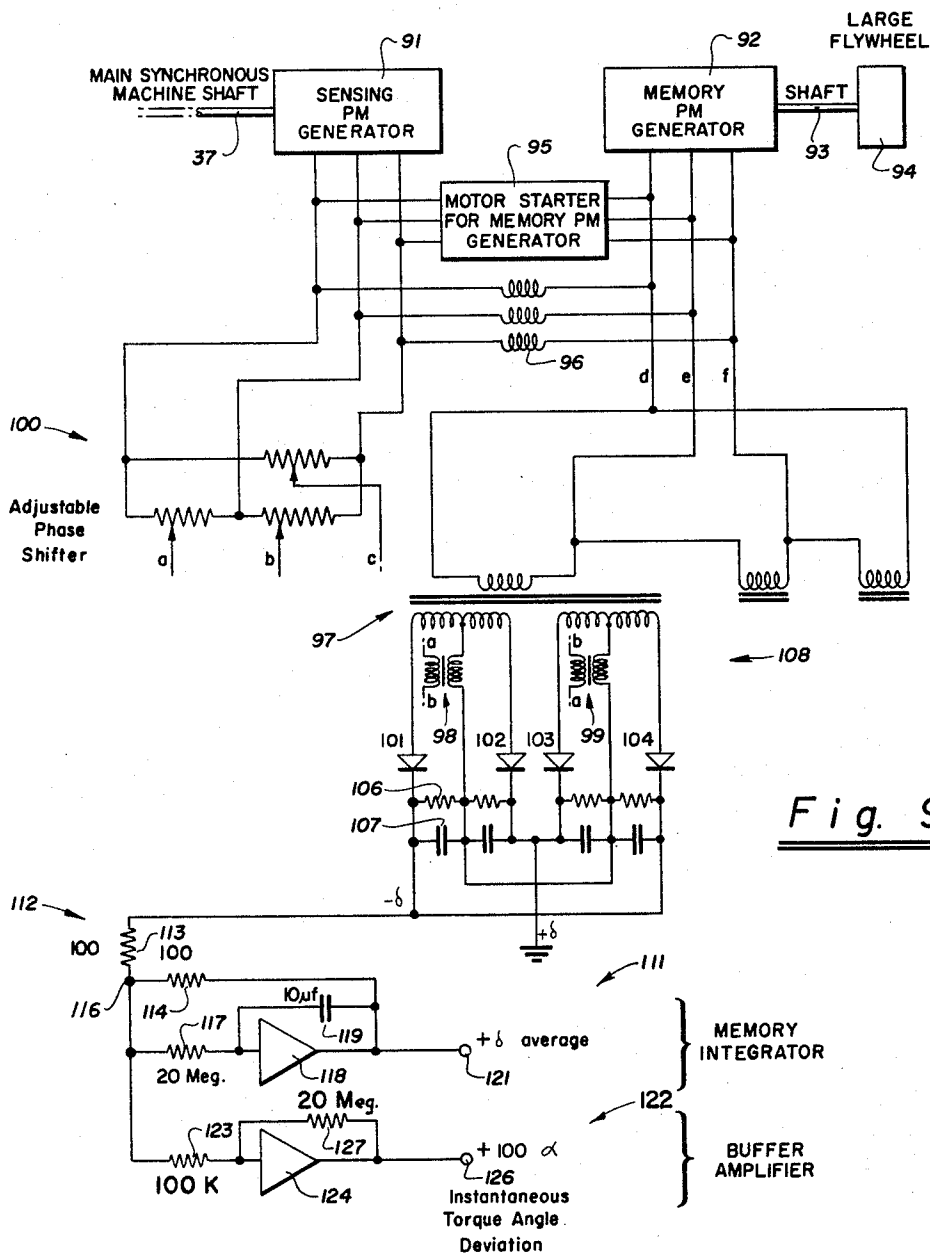 LARGE
FLYWHEEL
91
92
MAIN SYNCHRONOUS
MACHINE SHAFT
SENSING
PM
GENERATOR
MEMORY
PM
GENERATOR
SHAFT
37
93
94
95
MOTOR STARTER
FOR MEMORY PM
GENERATOR
96
d e f
100
Adjustable
Phase
Shifter
a b c
97
108
a b
b a
98 99
101 102 103 104
106
107
Fig. 9
-δ
+δ
112
113
100 100
111
116
114
10µf
117
119
+ δ average
MEMORY
INTEGRATOR
20 Meg.
118
121
20 Meg.
122
123
127
+ 100 α
BUFFER
AMPLIFIER
100 K
124
126
Instantaneous
Torque Angle
Deviation